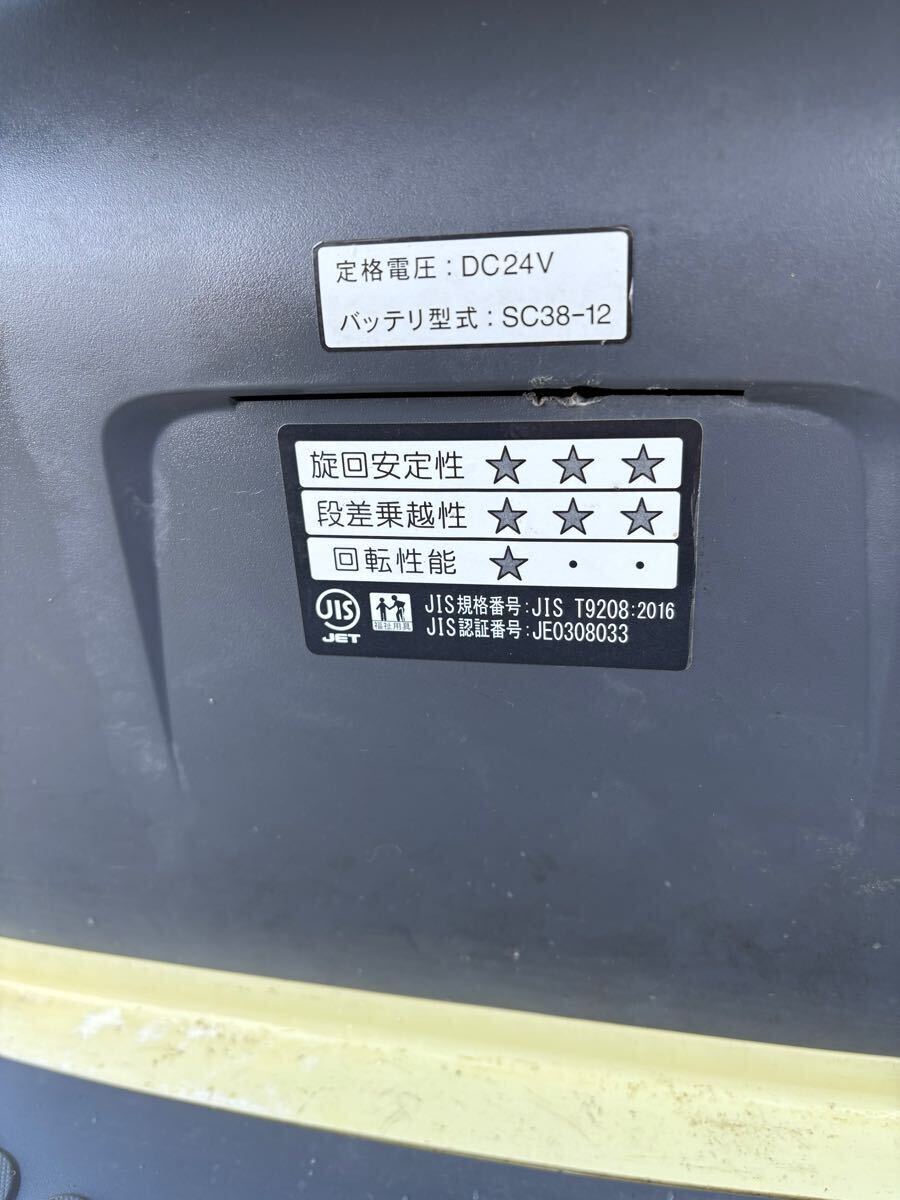 定格電圧：DC24V
バッテリ型式：SC38-12
旋回安定性 ★ ★ ★
段差乗越性 ★ ★ ★
回転性能 ★ ・ ・
JIS
JET
福祉用具
JIS規格番号:JIS T9208:2016
JIS認証番号:JE0308033